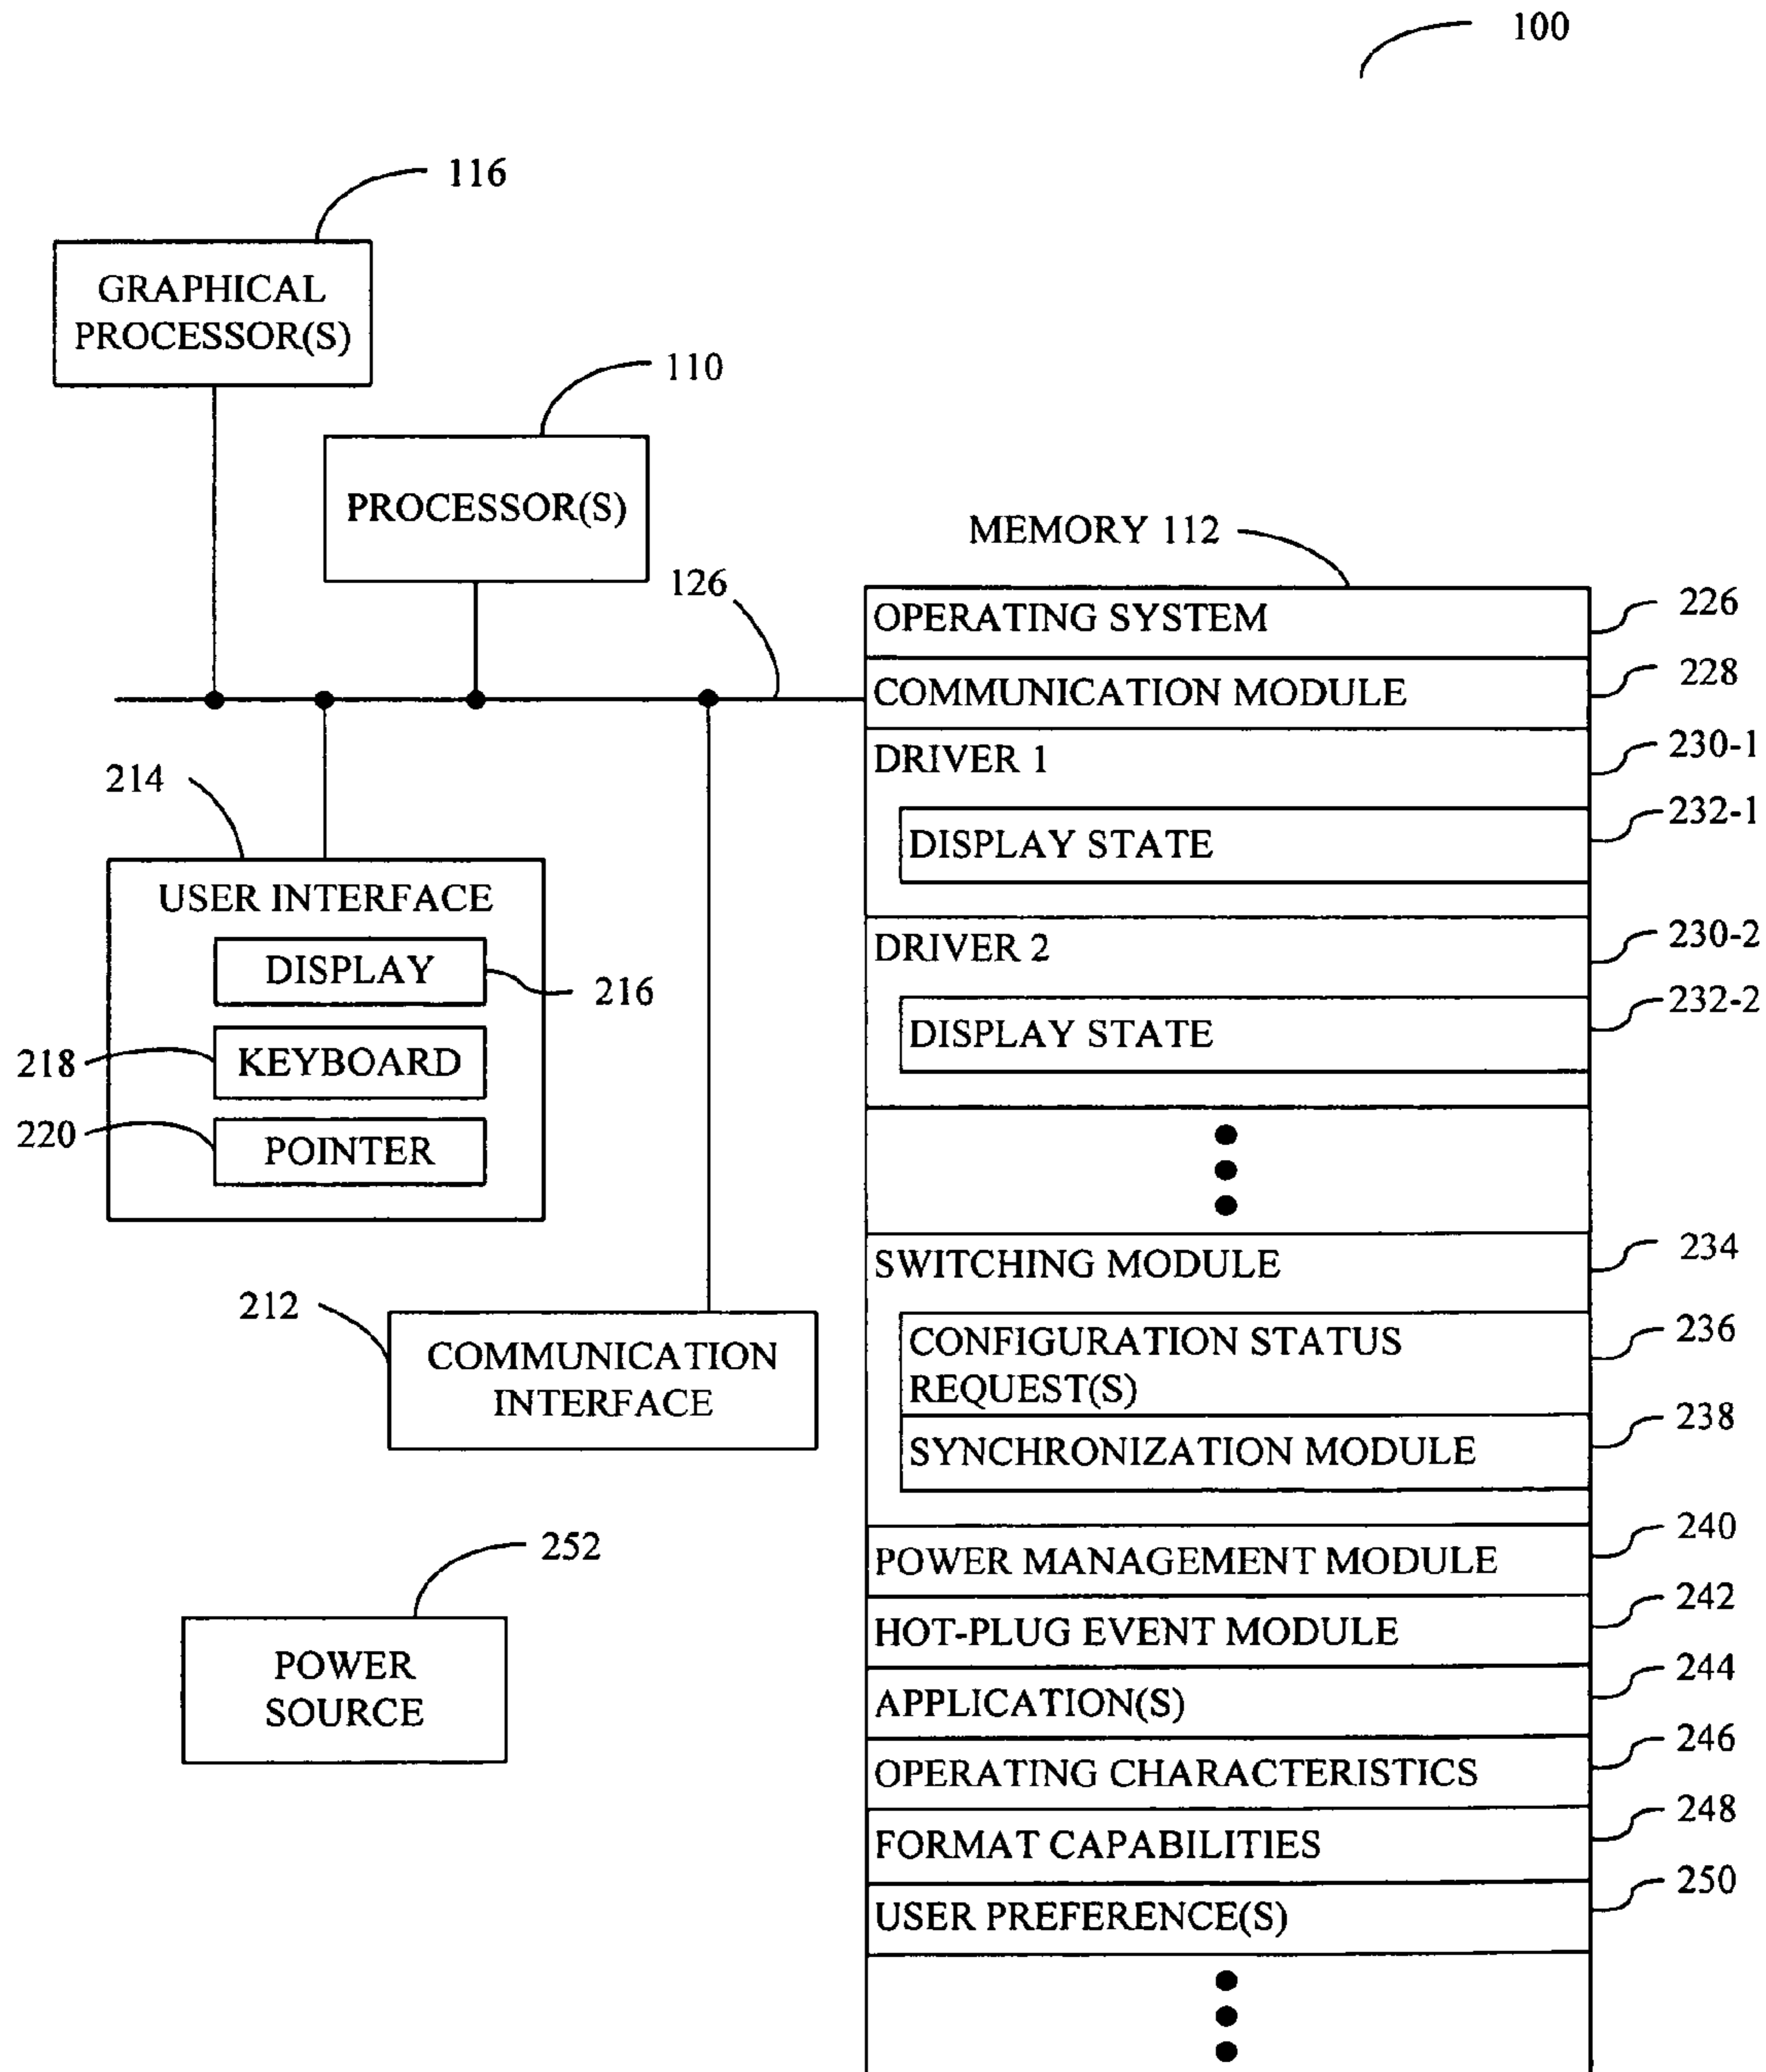 100
116
GRAPHICAL
PROCESSOR(S)
110
PROCESSOR(S)
126
214
USER INTERFACE
DISPLAY
216
218
KEYBOARD
220
POINTER
212
COMMUNICATION
INTERFACE
252
POWER
SOURCE
MEMORY 112
OPERATING SYSTEM
226
COMMUNICATION MODULE
228
DRIVER 1
230-1
DISPLAY STATE
232-1
DRIVER 2
230-2
DISPLAY STATE
232-2
SWITCHING MODULE
234
CONFIGURATION STATUS
REQUEST(S)
236
SYNCHRONIZATION MODULE
238
POWER MANAGEMENT MODULE
240
HOT-PLUG EVENT MODULE
242
APPLICATION(S)
244
OPERATING CHARACTERISTICS
246
FORMAT CAPABILITIES
248
USER PREFERENCE(S)
250